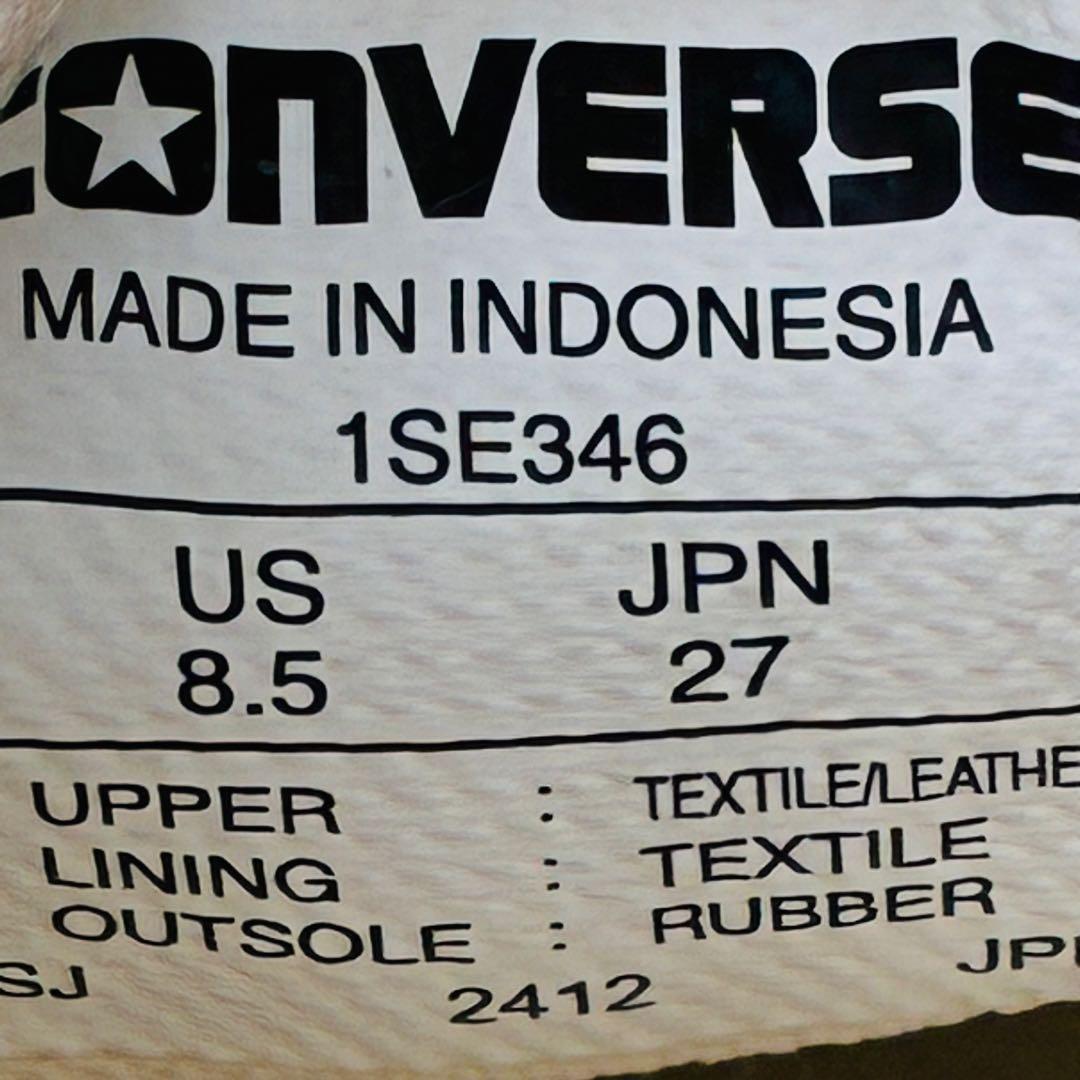 CONVERSE
MADE IN INDONESIA
1SE346
US JPN
8.5 27
UPPER : TEXTILE/LEATHE
LINING : TEXTILE
OUTSOLE : RUBBER
SJ 2412 JP